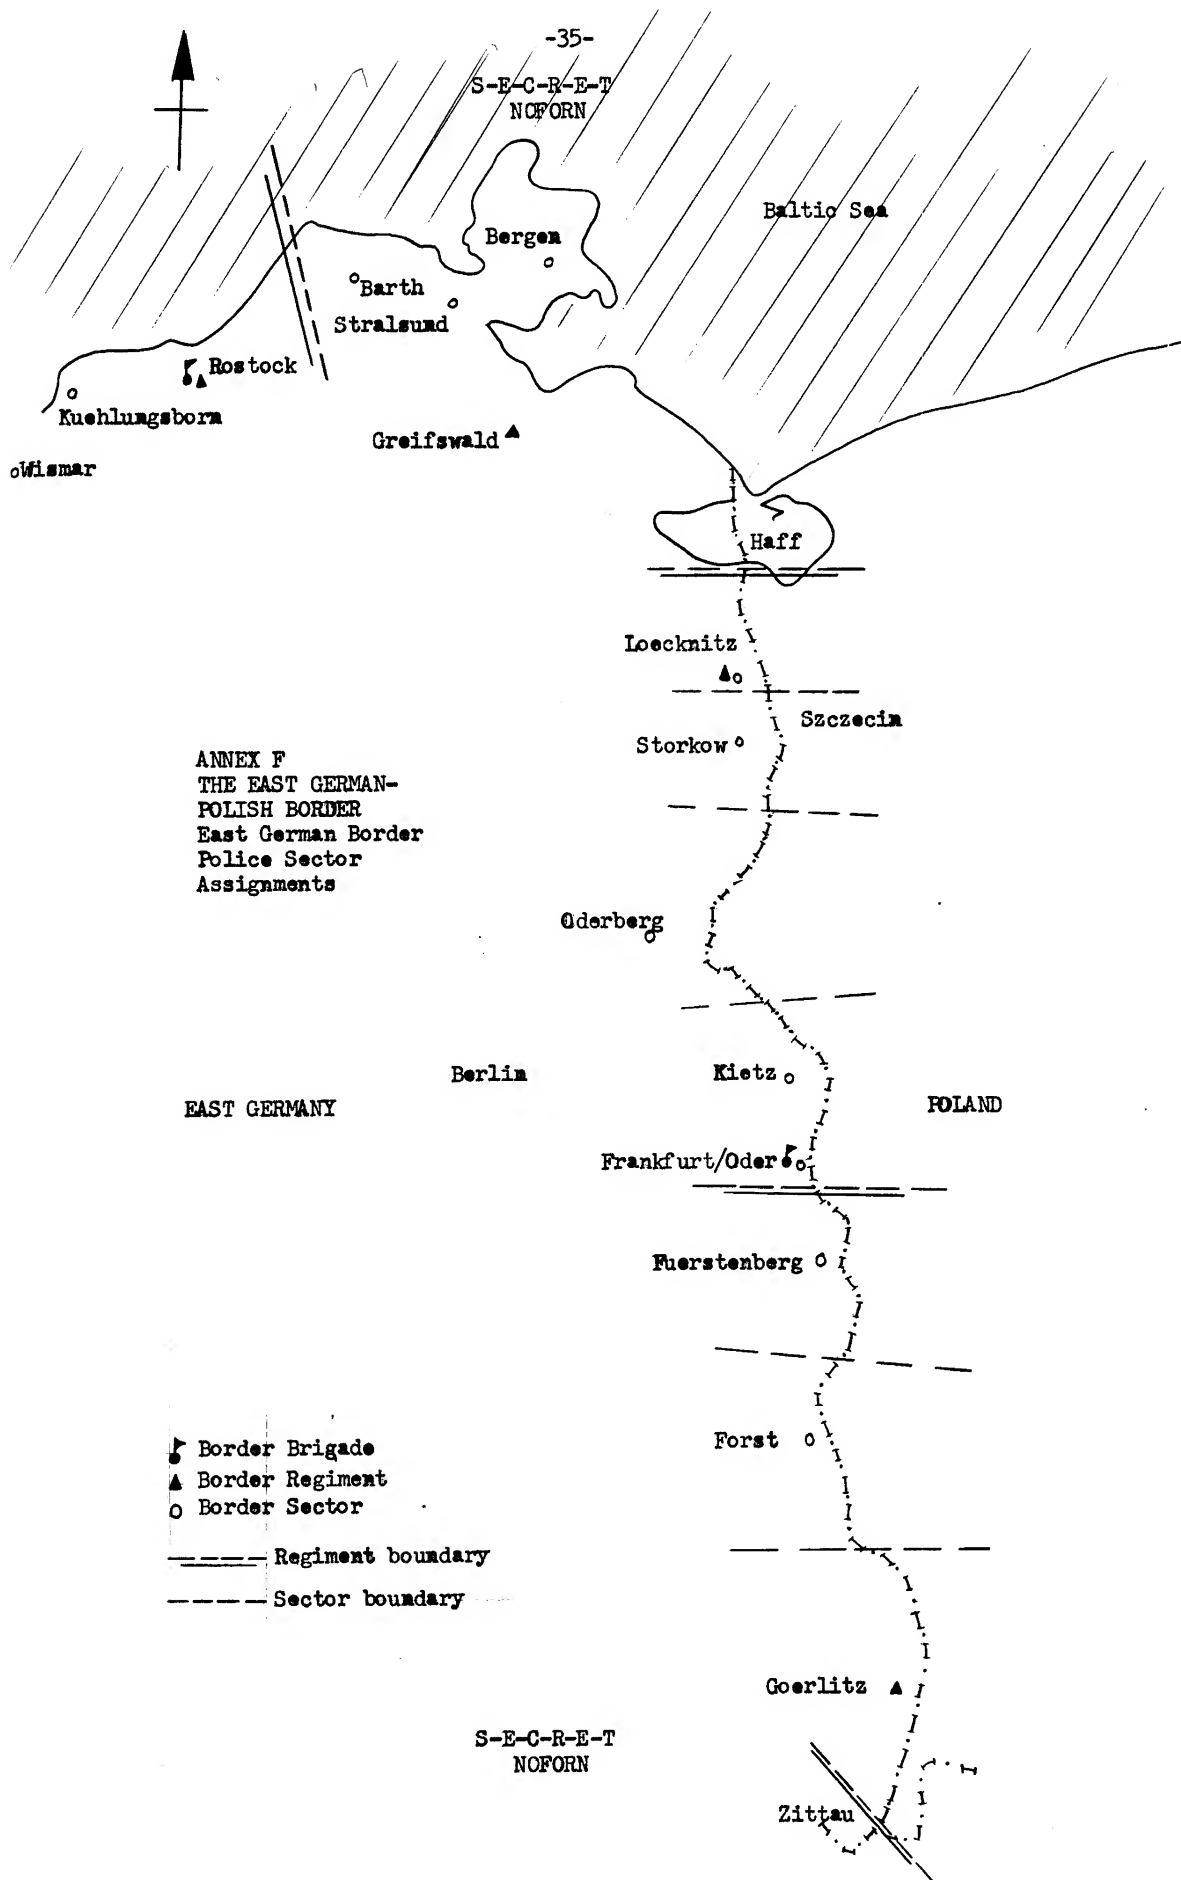 -35-
S-E-C-R-E-T
NOFORN
Baltic Sea
Bergen
Barth
Stralsund
Rostock
Kuehlungsborn
Greifswald
Wismar
Haff
Loecknitz
Szczecin
Storkow
ANNEX F
THE EAST GERMAN-
POLISH BORDER
East German Border
Police Sector
Assignments
Oderberg
Berlin
Kietz
EAST GERMANY
POLAND
Frankfurt/Oder
Fuerstenberg
Forst
Border Brigade
Border Regiment
Border Sector
Regiment boundary
Sector boundary
Goerlitz
S-E-C-R-E-T
NOFORN
Zittau